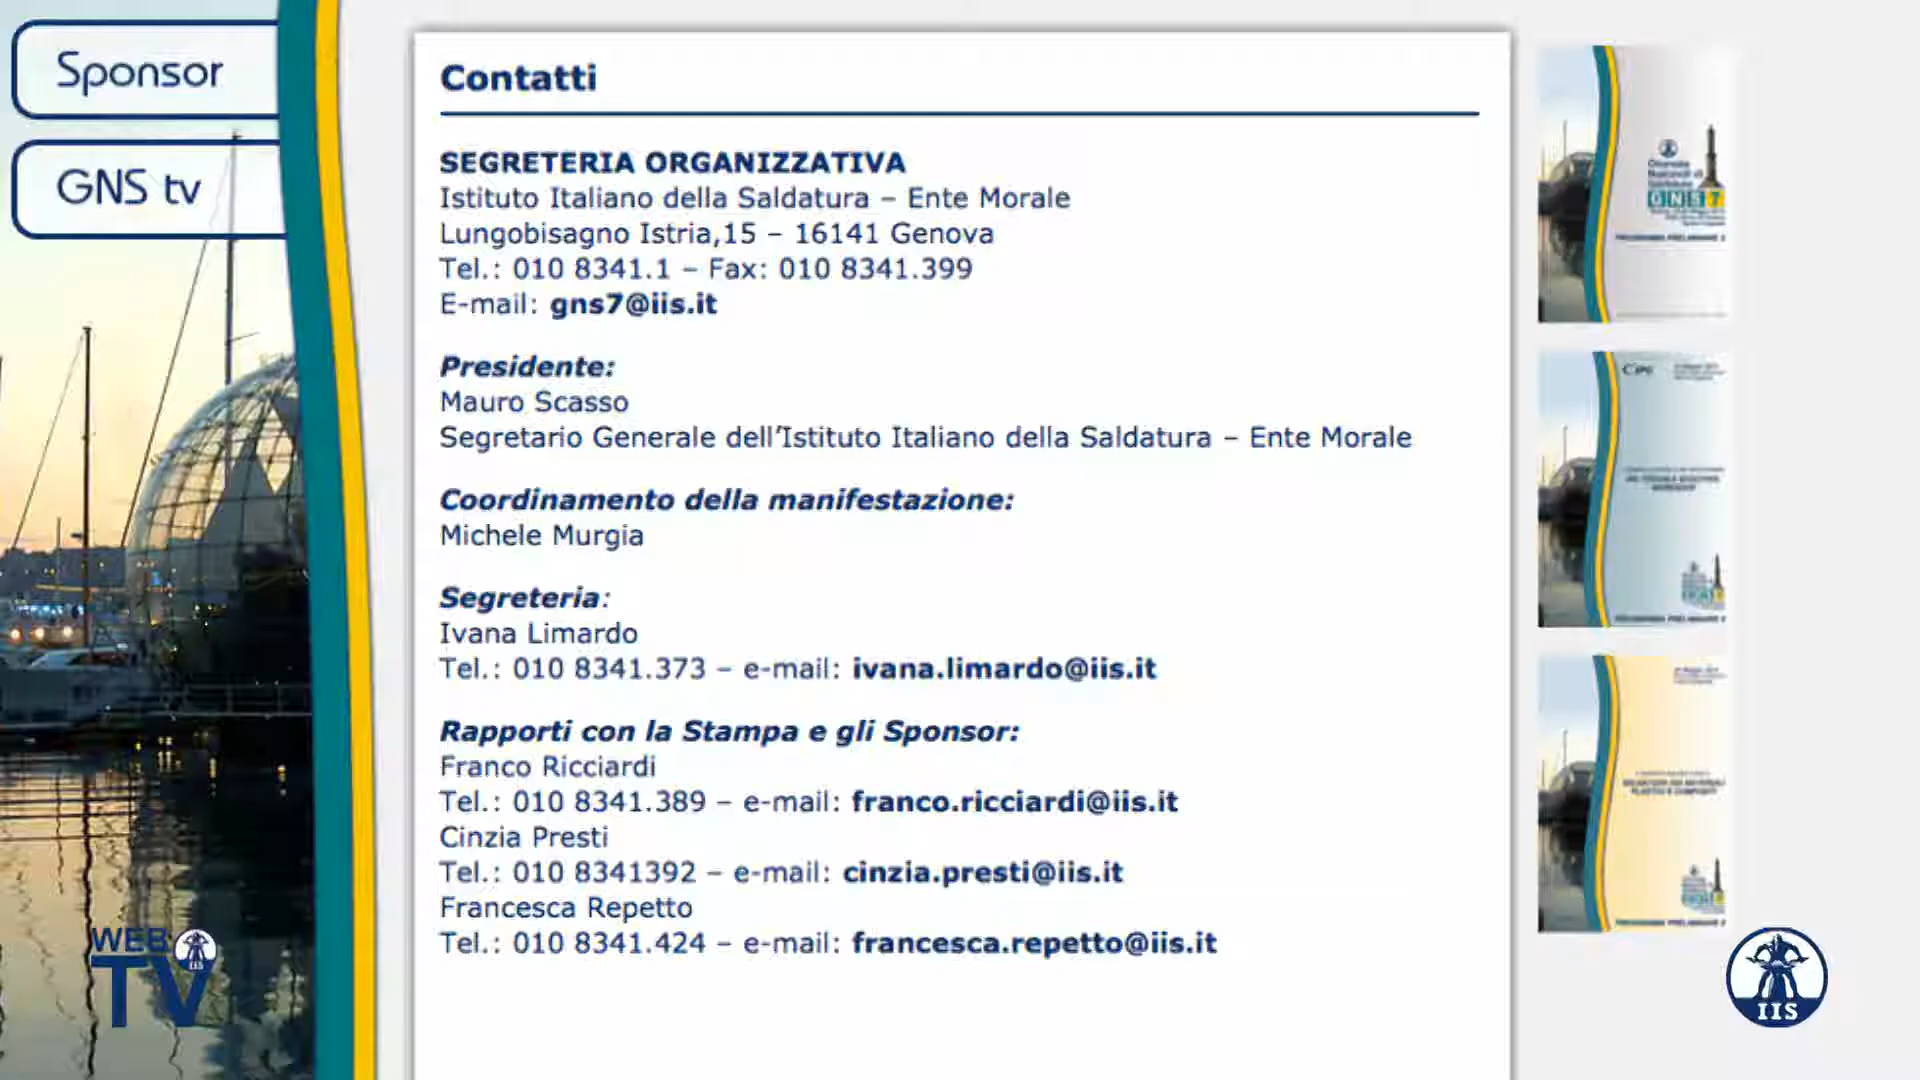 Sponsor
GNS tv
Contatti
SEGRETERIA ORGANIZZATIVA
Istituto Italiano della Saldatura – Ente Morale
Lungobisagno Istria,15 – 16141 Genova
Tel.: 010 8341.1 – Fax: 010 8341.399
E-mail: gns7@iis.it
Presidente:
Mauro Scasso
Segretario Generale dell'Istituto Italiano della Saldatura – Ente Morale
Coordinamento della manifestazione:
Michele Murgia
Segreteria:
Ivana Limardo
Tel.: 010 8341.373 – e-mail: ivana.limardo@iis.it
Rapporti con la Stampa e gli Sponsor:
Franco Ricciardi
Tel.: 010 8341.389 – e-mail: franco.ricciardi@iis.it
Cinzia Presti
Tel.: 010 8341392 – e-mail: cinzia.presti@iis.it
Francesca Repetto
Tel.: 010 8341.424 – e-mail: francesca.repetto@iis.it
WEB
IIS
TV
GNS7
IIS